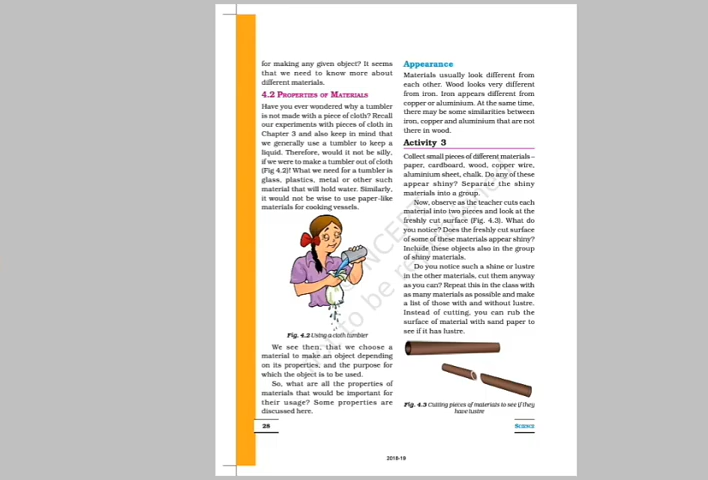 for making any given object? It seems
that we need to know more about
different materials.
4.2 PROPERTIES OF MATERIALS
Have you ever wondered why a tumbler
is not made with a piece of cloth? Recall
our experiments with pieces of cloth in
Chapter 3 and also keep in mind that
we generally use a tumbler to keep a
liquid. Therefore, would it not be silly,
if we were to make a tumbler out of cloth
(Fig 4.2)! What we need for a tumbler is
glass, plastics, metal or other such
material that will hold water. Similarly,
it would not be wise to use paper-like
materials for cooking vessels.
Fig. 4.2 Using a cloth tumbler
We see then, that we choose a
material to make an object depending
on its properties, and the purpose for
which the object is to be used.
So, what are all the properties of
materials that would be important for
their usage? Some properties are
discussed here.
28
Appearance
Materials usually look different from
each other. Wood looks very different
from iron. Iron appears different from
copper or aluminium. At the same time,
there may be some similarities between
iron, copper and aluminium that are not
there in wood.
Activity 3
Collect small pieces of different materials–
paper, cardboard, wood, copper wire,
aluminium sheet, chalk. Do any of these
appear shiny? Separate the shiny
materials into a group.
Now, observe as the teacher cuts each
material into two pieces and look at the
freshly cut surface (Fig. 4.3). What do
you notice? Does the freshly cut surface
of some of these materials appear shiny?
Include these objects also in the group
of shiny materials.
Do you notice such a shine or lustre
in the other materials, cut them anyway
as you can? Repeat this in the class with
as many materials as possible and make
a list of those with and without lustre.
Instead of cutting, you can rub the
surface of material with sand paper to
see if it has lustre.
Fig. 4.3 Cutting pieces of materials to see if they
have lustre
SCIENCE
2018-19
to be re